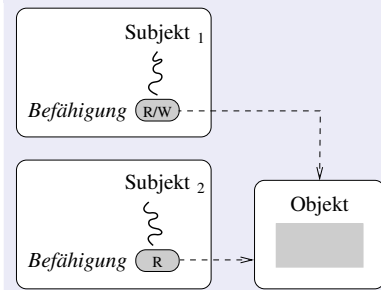 Subjekt 1
Befähigung R/W
Subjekt 2
Objekt
Befähigung R